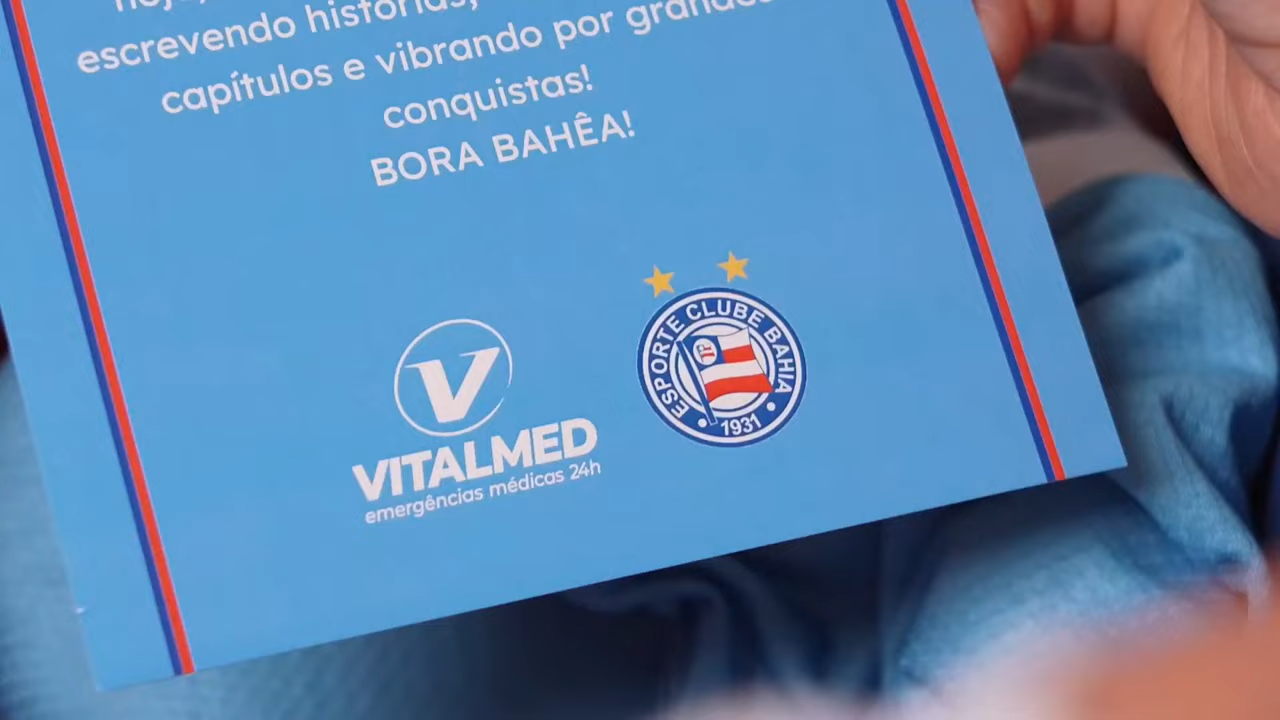 escrevendo histórias,
capítulos e vibrando por grandes
conquistas!
BORA BAHÊA!
V
VITALMED
emergências médicas 24h
ESPORTE CLUBE BAHIA
1931